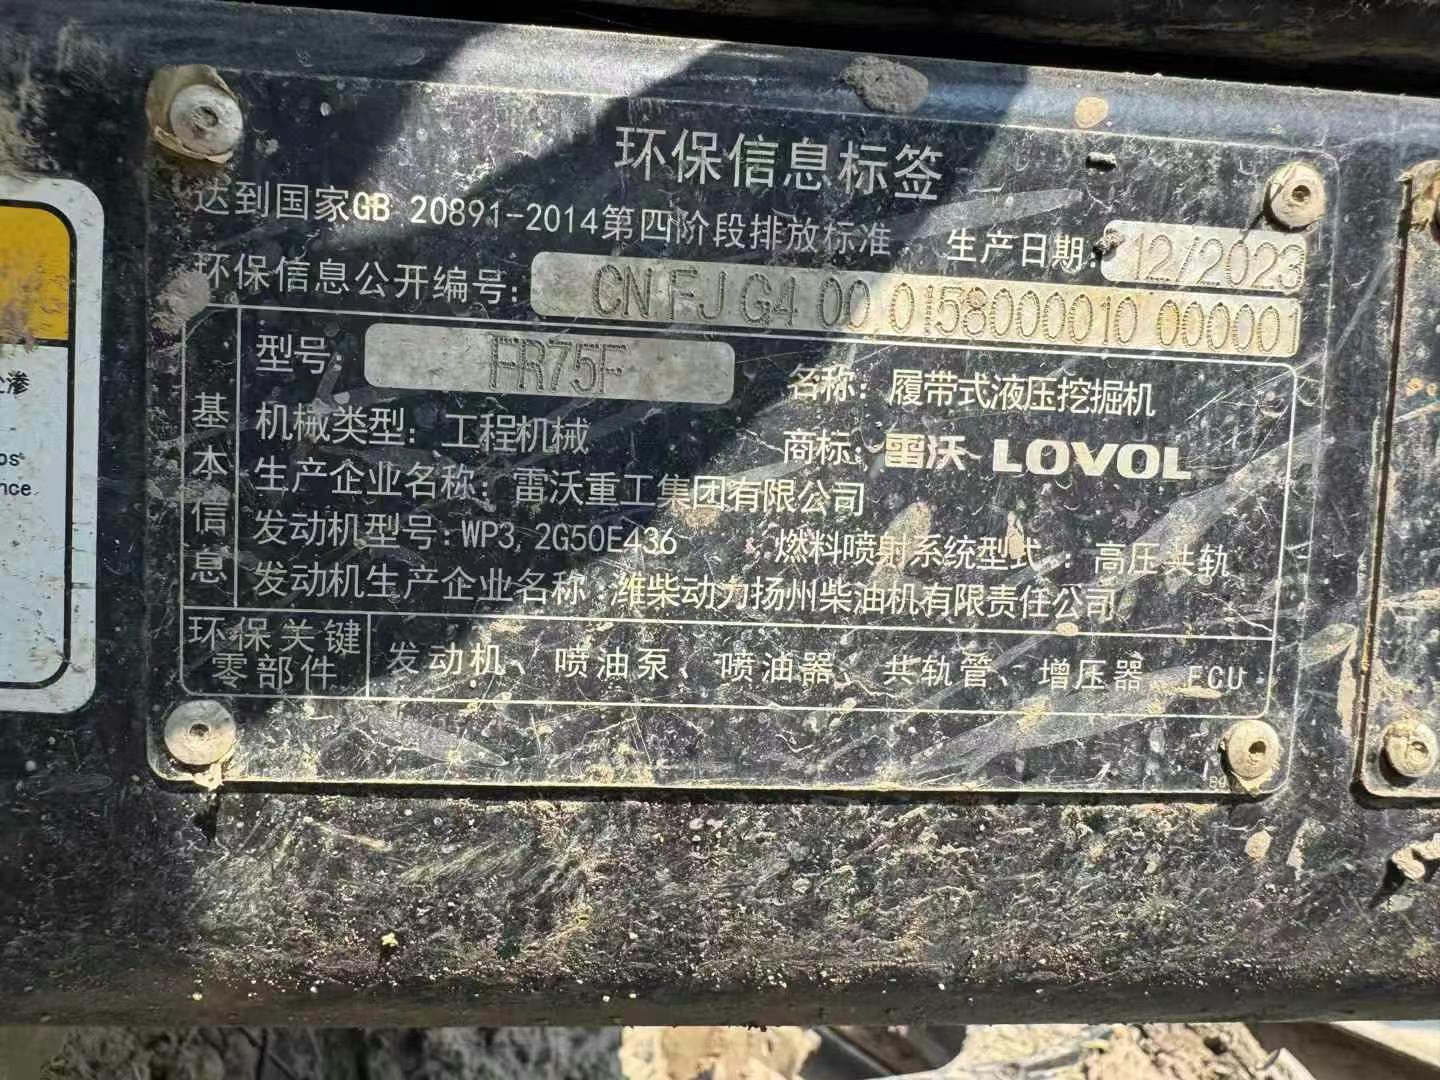 环保信息标签
达到国家GB 20891-2014第四阶段排放标准
生产日期: 12/2023
环保信息公开编号: CN FJ G4 00 0158000010 000001
基本信息
型号: FR75F
名称: 履带式液压挖掘机
机械类型: 工程机械
商标: 雷沃 LOVOL
生产企业名称: 雷沃重工集团有限公司
发动机型号: WP3.2G50E436
燃料喷射系统型式: 高压共轨
发动机生产企业名称: 潍柴动力扬州柴油机有限责任公司
环保关键零部件
发动机、喷油泵、喷油器、共轨管、增压器 ECU
渗
os
nce